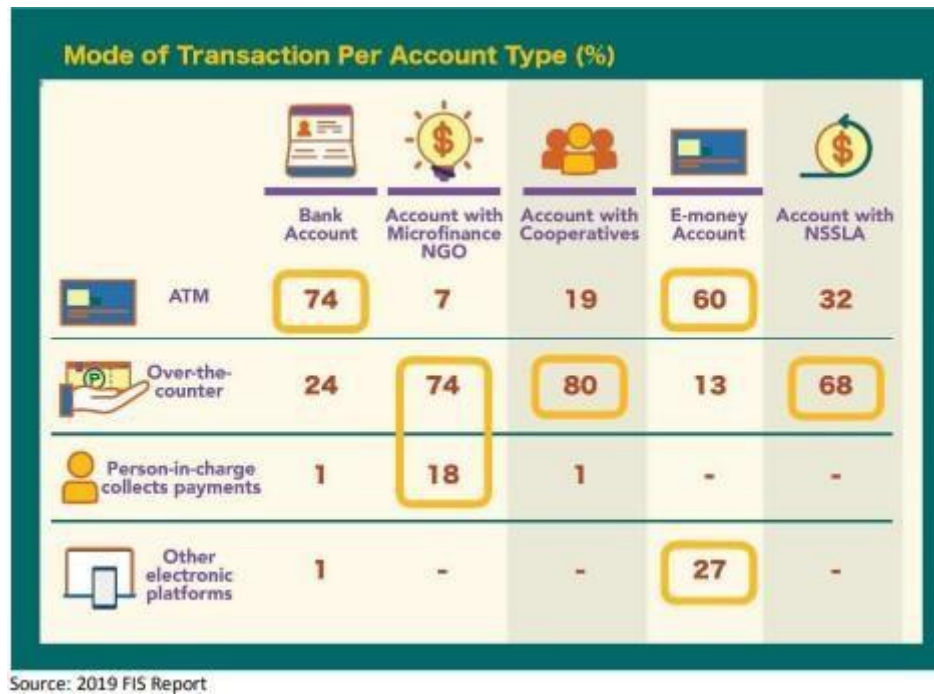 Mode of Transaction Per Account Type (%)
$
$
Bank Account
Account with Microfinance NGO
Account with Cooperatives
E-money Account
Account with NSSLA
ATM 74 7 19 60 32
P
Over-the-counter 24 74 80 13 68
Person-in-charge collects payments 1 18 1 - -
Other electronic platforms 1 - - 27 -
Source: 2019 FIS Report